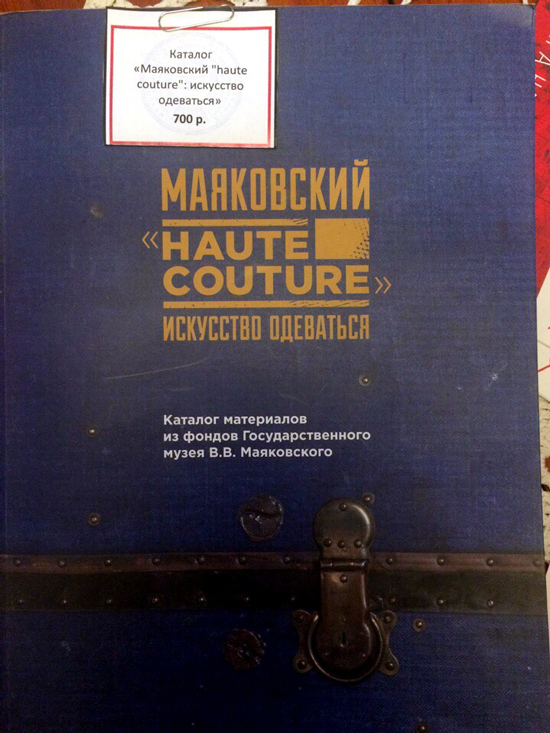 Каталог
«Маяковский "haute
couture": искусство
одеваться»
700 р.
МАЯКОВСКИЙ
«HAUTE
COUTURE»
ИСКУССТВО ОДЕВАТЬСЯ
Каталог материалов
из фондов Государственного
музея В.В. Маяковского